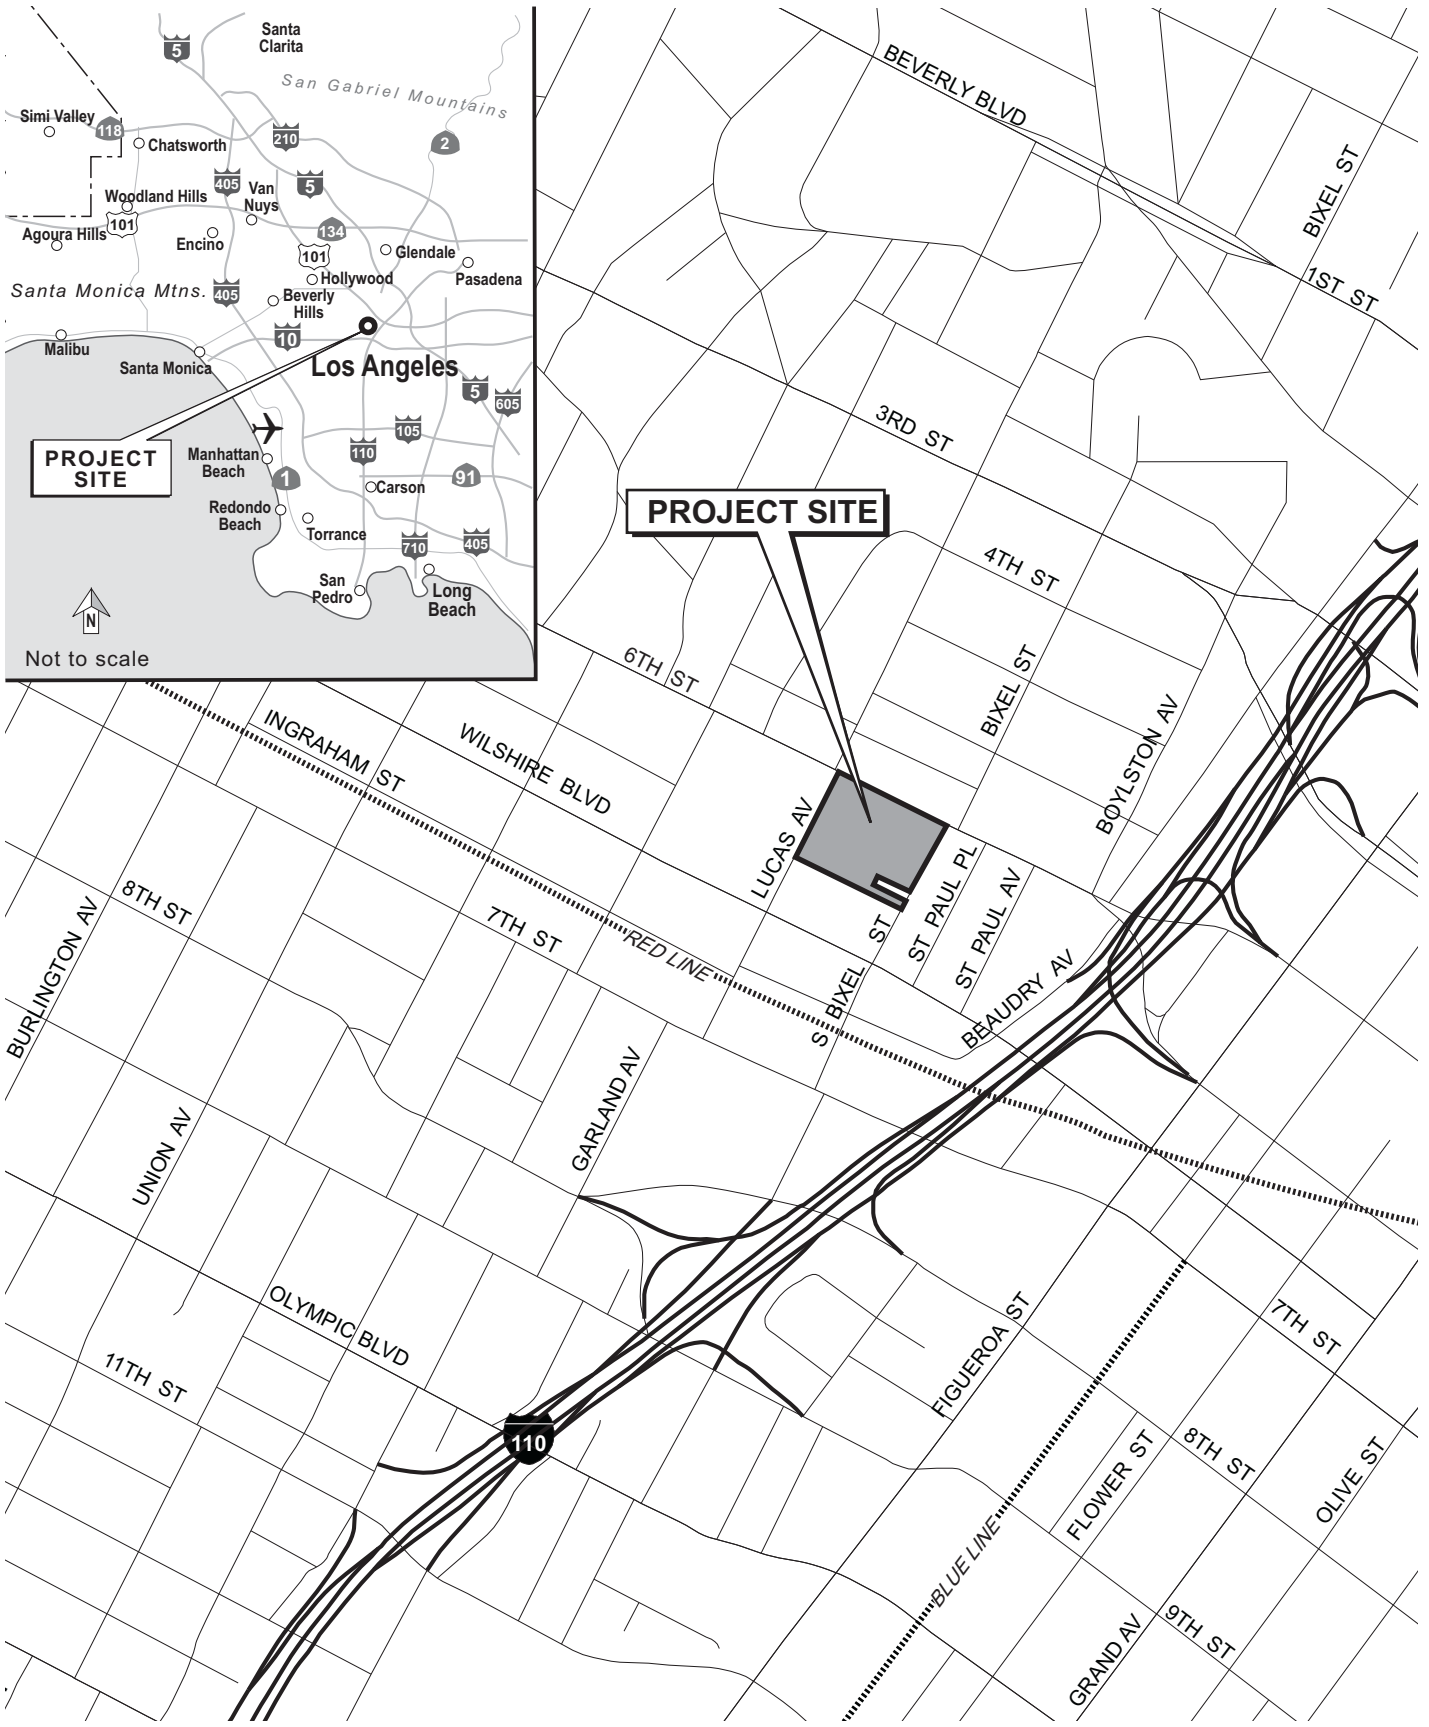 5
Santa
Clarita
San Gabriel Mountains
Simi Valley
118
Chatsworth
210
2
405
Van
Nuys
5
Woodland Hills
101
134
Agoura Hills
Encino
101
Glendale
Hollywood
Pasadena
Santa Monica Mtns.
405
Beverly
Hills
10
Malibu
Santa Monica
Los Angeles
5
605
105
110
PROJECT
SITE
Manhattan
Beach
1
91
Carson
Redondo
Beach
Torrance
710
405
San
Pedro
Long
Beach
N
Not to scale
BEVERLY BLVD
BIXEL ST
1ST ST
3RD ST
PROJECT SITE
4TH ST
6TH ST
BIXEL ST
BOYLSTON AV
INGRAHAM ST
WILSHIRE BLVD
LUCAS AV
ST PAUL PL
ST PAUL AV
8TH ST
7TH ST
RED LINE
S BIXEL ST
BEAUDRY AV
BURLINGTON AV
GARLAND AV
UNION AV
OLYMPIC BLVD
11TH ST
FIGUEROA ST
7TH ST
110
FLOWER ST
8TH ST
OLIVE ST
BLUE LINE
GRAND AV
9TH ST